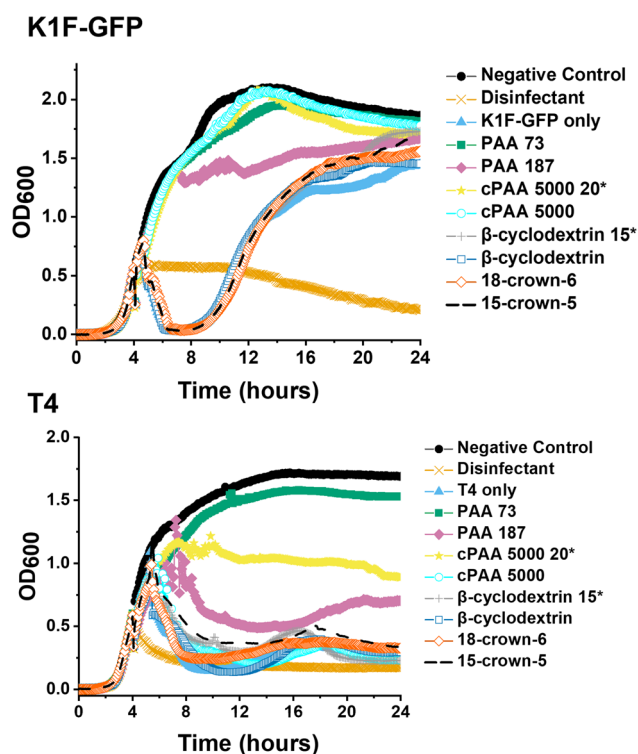 K1F-GFP
OD600
2.0
1.5
1.0
0.5
0.0
0 4 8 12 16 20 24
Time (hours)
Negative Control
Disinfectant
K1F-GFP only
PAA 73
PAA 187
cPAA 5000 20*
cPAA 5000
β-cyclodextrin 15*
β-cyclodextrin
18-crown-6
15-crown-5
T4
OD600
2.0
1.5
1.0
0.5
0.0
0 4 8 12 16 20 24
Time (hours)
Negative Control
Disinfectant
T4 only
PAA 73
PAA 187
cPAA 5000 20*
cPAA 5000
β-cyclodextrin 15*
β-cyclodextrin
18-crown-6
15-crown-5